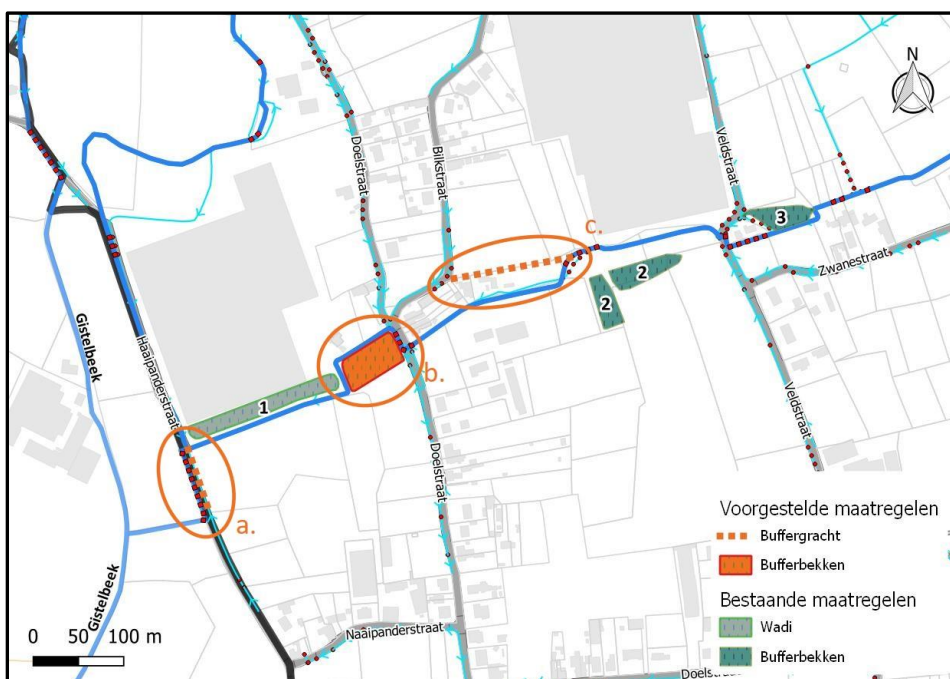 N
Doelstraat
Bilkstraat
Veldstraat
c.
3
Zwanestraat
2
2
Gistelbeek
Haaipanderstraat
b.
1
Veldstraat
Doelstraat
a.
Gistelbeek
Naaipanderstraat
Doelstraat
0 50 100 m
Voorgestelde maatregelen
Buffergracht
Bufferbekken
Bestaande maatregelen
Wadi
Bufferbekken